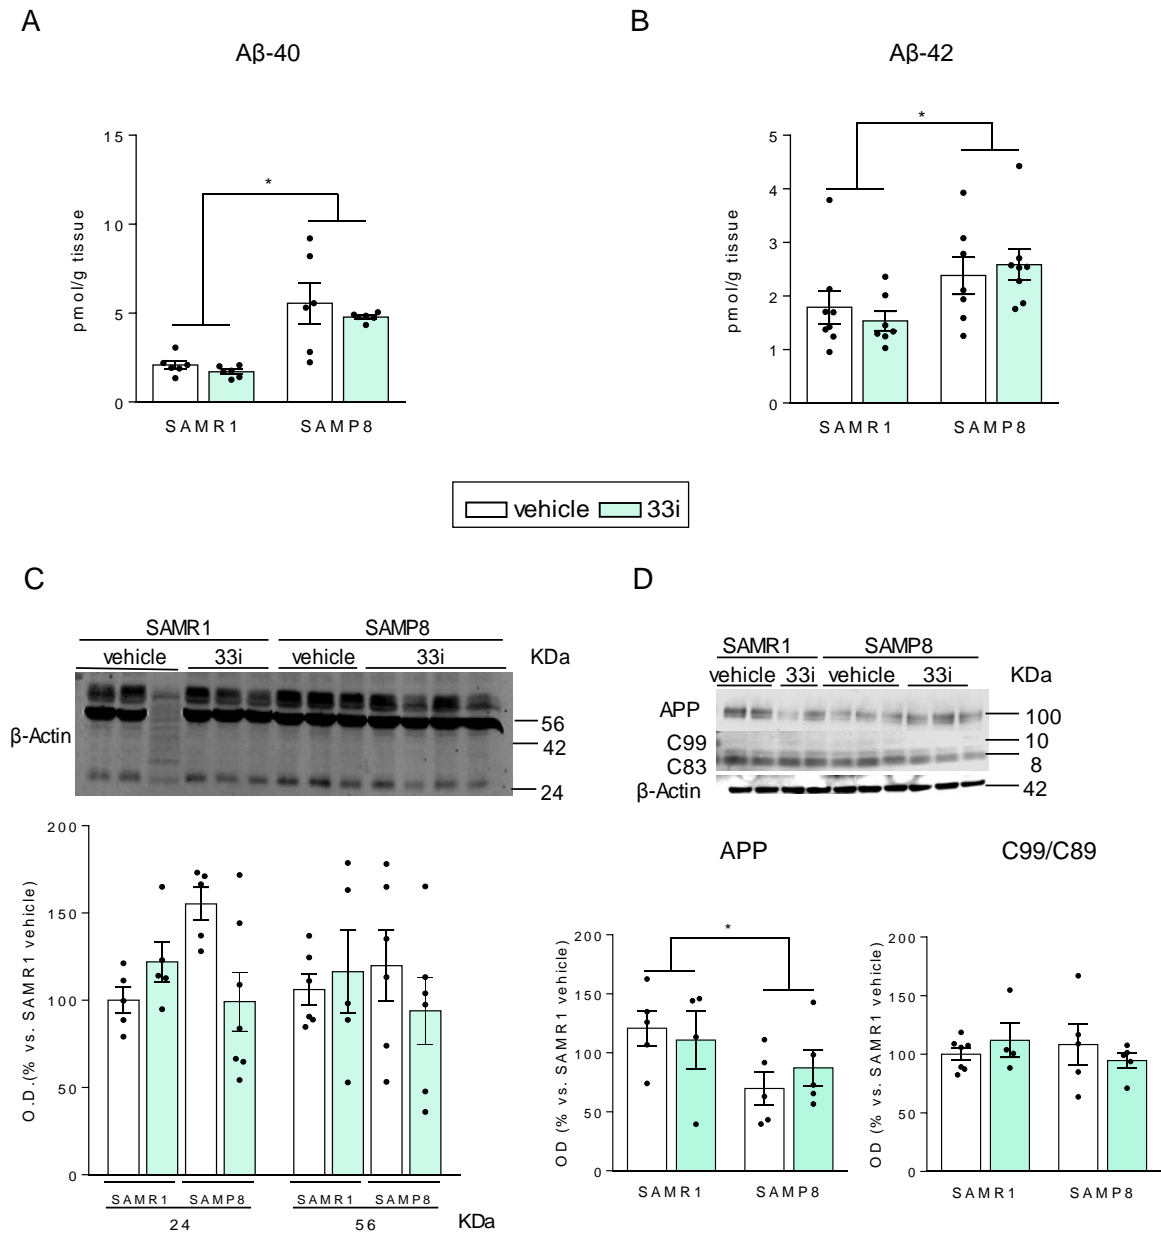 A
B
Aβ-40
Aβ-42
15
10
5
0
pmol/g tissue
*
SAMR1
SAMP8
5
4
3
2
1
0
pmol/g tissue
*
SAMR1
SAMP8
vehicle 33i
C
D
SAMR1 SAMP8
vehicle 33i vehicle 33i KDa
β-Actin
56
42
24
SAMR1 SAMP8
vehicle 33i vehicle 33i KDa
APP 100
C99 10
C83 8
β-Actin 42
200
150
100
50
0
O.D.(% vs. SAMR1 vehicle)
SAMR1 SAMP8 SAMR1 SAMP8
24 56 KDa
APP
200
150
100
50
0
OD (% vs. SAMR1 vehicle)
*
SAMR1 SAMP8
C99/C89
200
150
100
50
0
OD (% vs. SAMR1 vehicle)
SAMR1 SAMP8